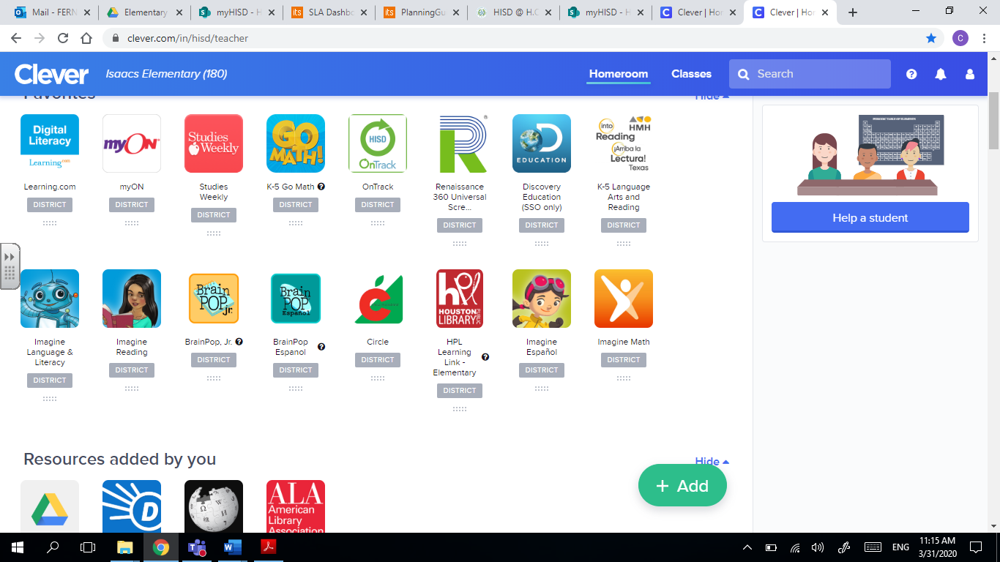 Mail - FERN
Elementary
myHISD - H
SLA Dashbo
PlanningGu
HISD @ H.O
myHISD - H
Clever | Hon
Clever | Hon
clever.com/in/hisd/teacher
C
Clever
Isaacs Elementary (180)
Homeroom
Classes
Search
Favorites
Hide
Digital
Literacy
Learning.com
myON
Studies
Weekly
GO
MATH!
HISD
OnTrack
R
D
EDUCATION
into
Reading
HMH
¡Arriba la
Lectura!
Texas
Learning.com
DISTRICT
myON
DISTRICT
Studies
Weekly
DISTRICT
K-5 Go Math
DISTRICT
OnTrack
DISTRICT
Renaissance
360 Universal
Scre...
DISTRICT
Discovery
Education
(SSO only)
DISTRICT
K-5 Language
Arts and
Reading
DISTRICT
PERIODIC TABLE OF ELEMENTS
Help a student
Brain
POP
Jr.
Brain
POP
Español
hpl
HOUSTON
PUBLIC
LIBRARY
Imagine
Language &
Literacy
DISTRICT
Imagine
Reading
DISTRICT
BrainPop, Jr.
DISTRICT
BrainPop
Espanol
DISTRICT
Circle
DISTRICT
HPL
Learning
Link -
Elementary
DISTRICT
Imagine
Español
DISTRICT
Imagine Math
DISTRICT
Resources added by you
Hide
+ Add
D
W
ALA
American
Library
Association
ENG
11:15 AM
3/31/2020